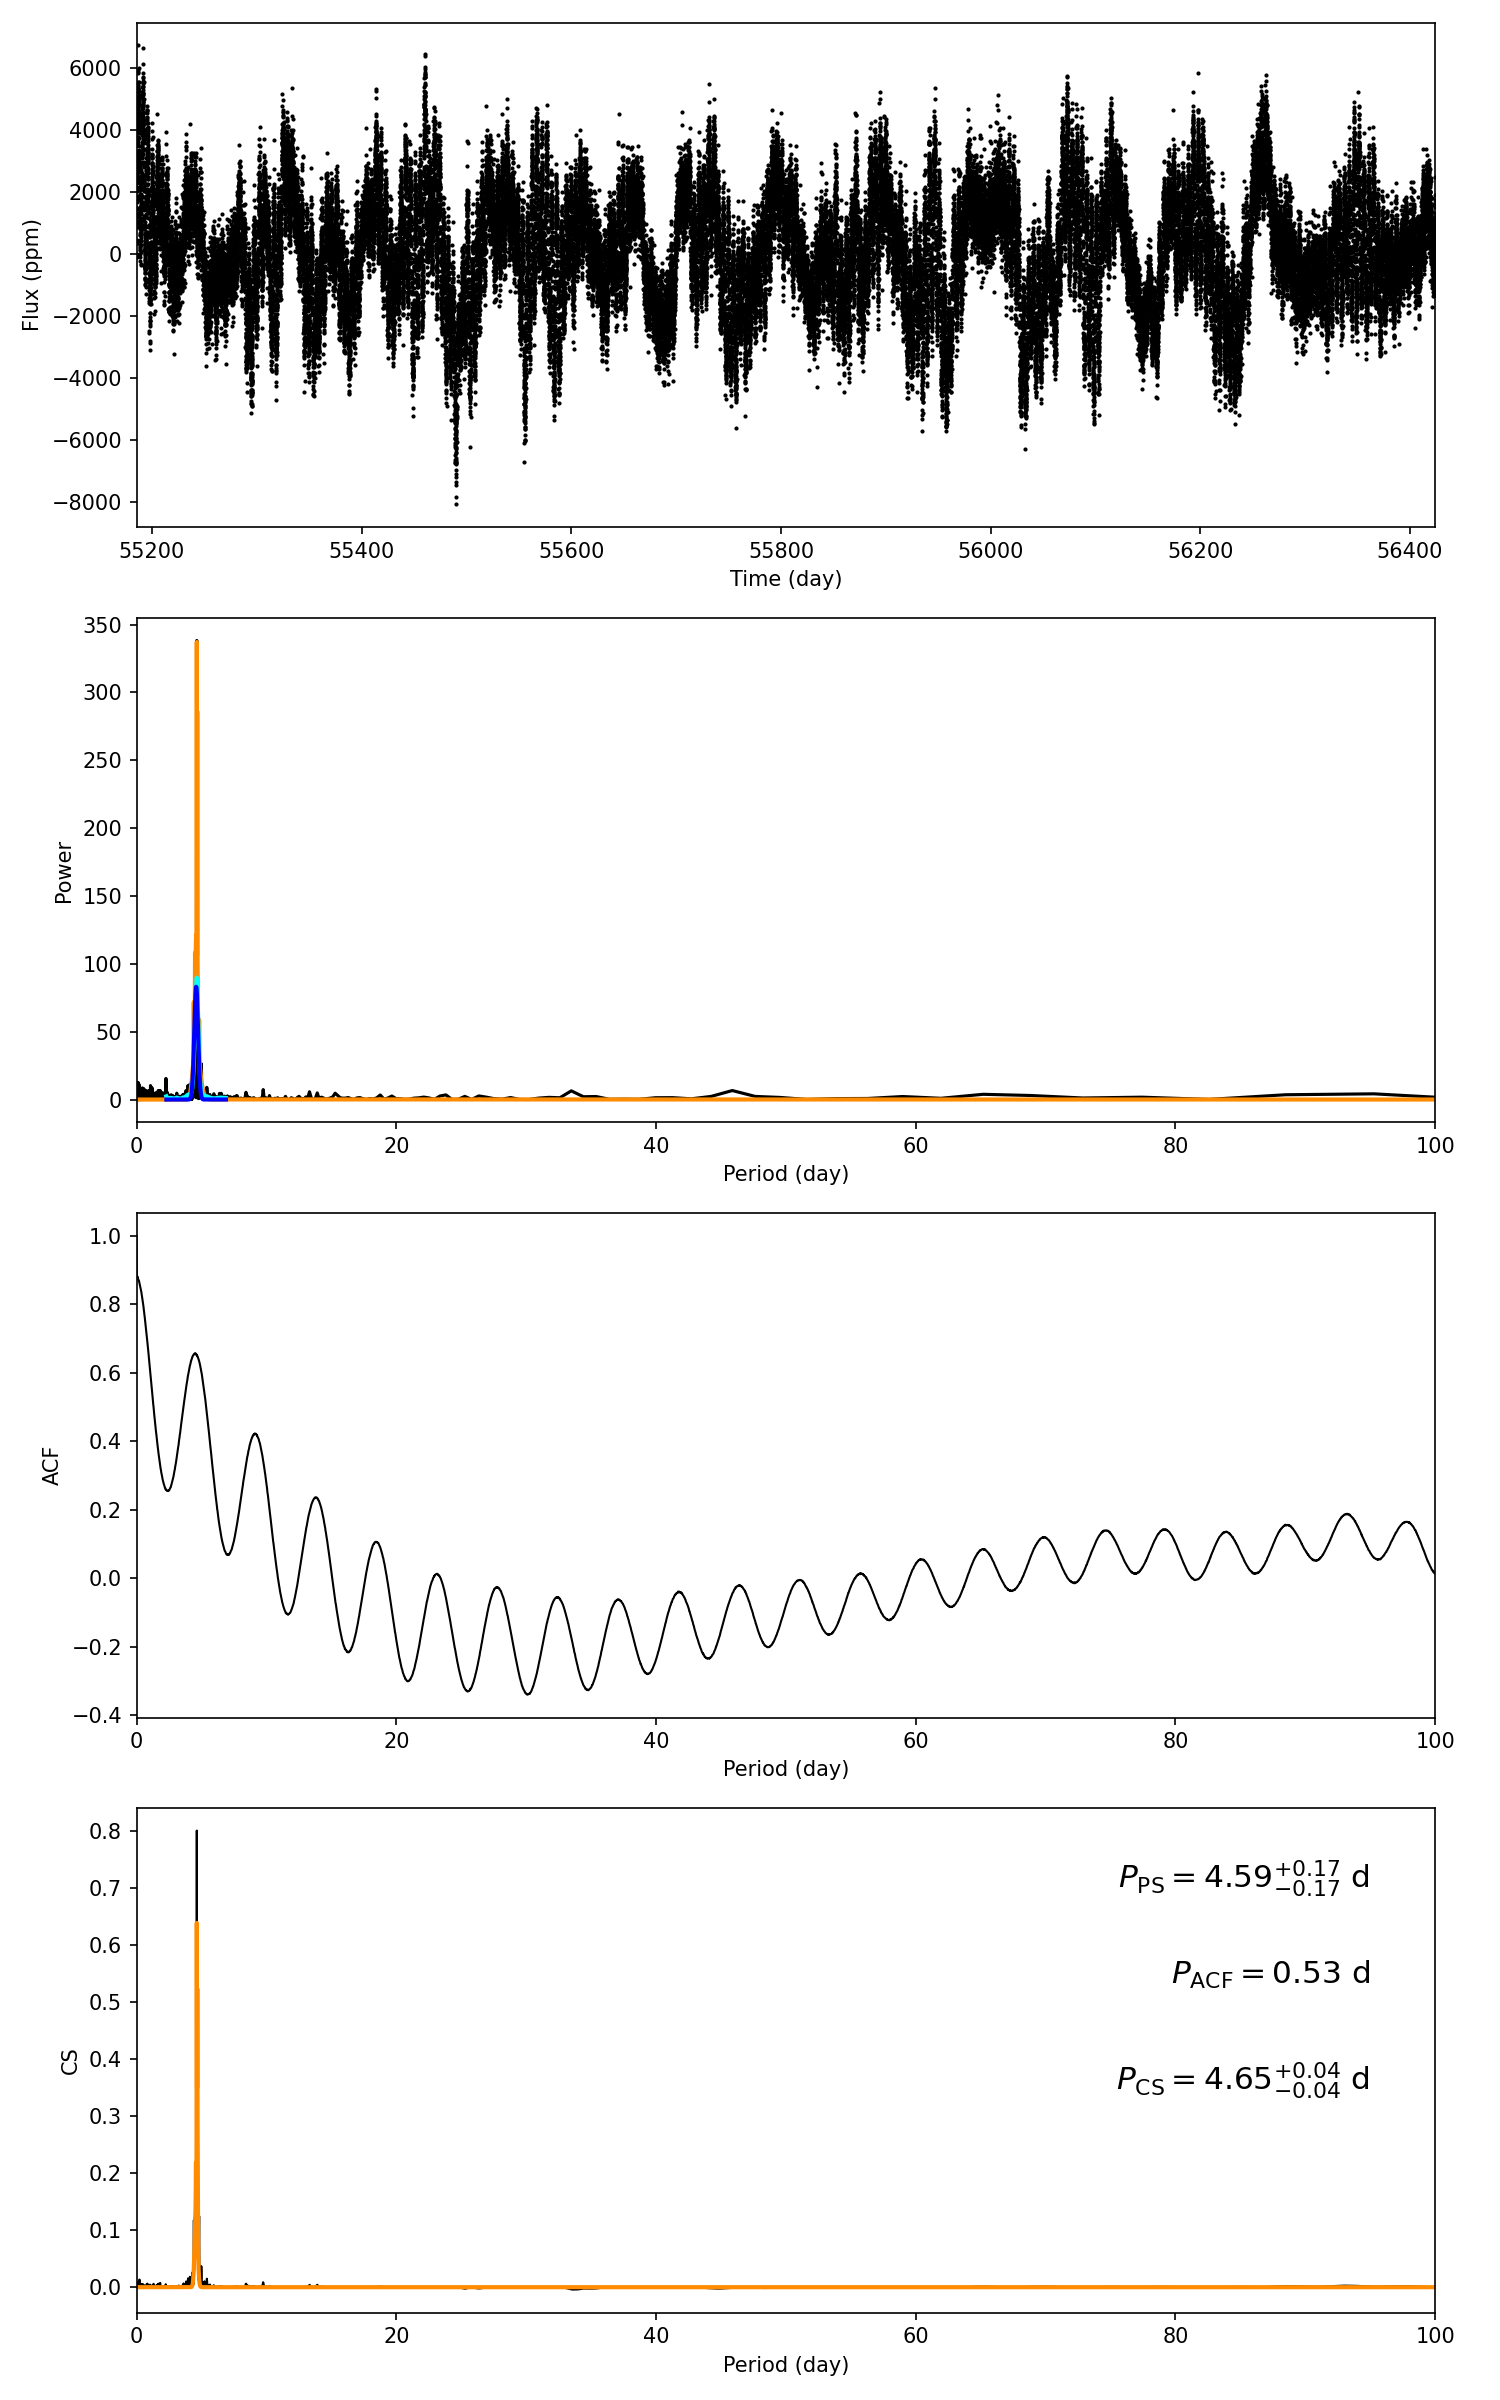 6000
4000
2000
0
−2000
−4000
−6000
−8000
Flux (ppm)
55200 55400 55600 55800 56000 56200 56400
Time (day)
350
300
250
200
150
100
50
0
Power
0 20 40 60 80 100
Period (day)
1.0
0.8
0.6
0.4
0.2
0.0
−0.2
−0.4
ACF
0 20 40 60 80 100
Period (day)
0.8
0.7
0.6
0.5
0.4
0.3
0.2
0.1
0.0
CS
P_PS = 4.59 +0.17 −0.17 d
P_ACF = 0.53 d
P_CS = 4.65 +0.04 −0.04 d
0 20 40 60 80 100
Period (day)